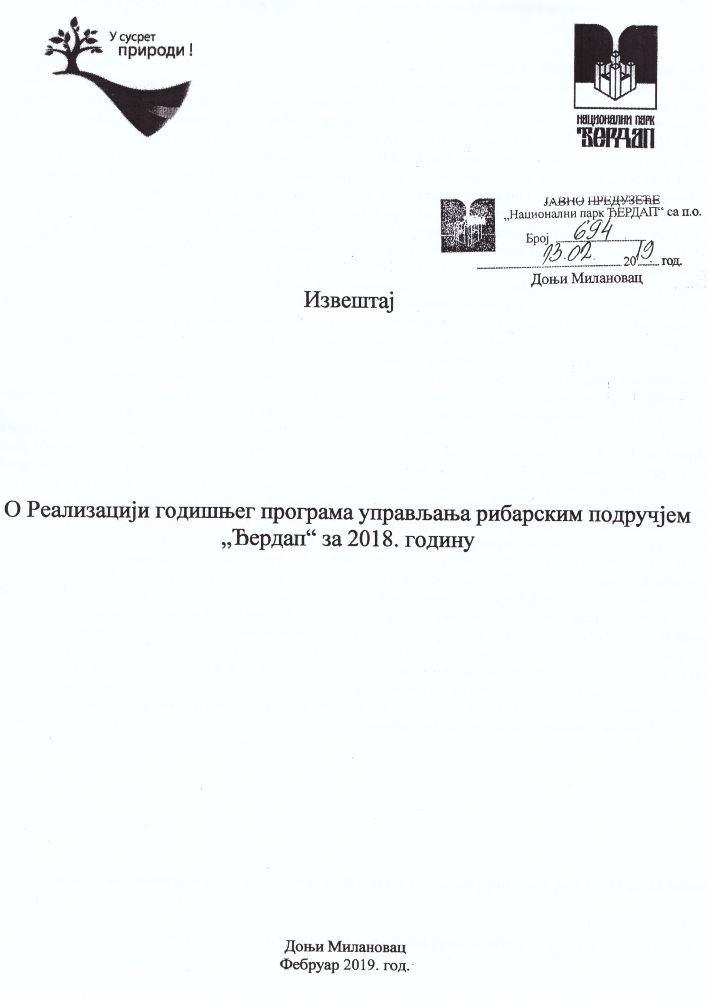 У сусрет
природи !
НАЦИОНАЛНИ ПАРК
ЂЕРДАП
ЈАВНО ПРЕДУЗЕЋЕ
„Национални парк ЂЕРДАП“ са п.о.
Број 694
13.02. 2019 год.
Доњи Милановац
Извештај
О Реализацији годишњег програма управљања рибарским подручјем
„Ђердап“ за 2018. годину
Доњи Милановац
Фебруар 2019. год.